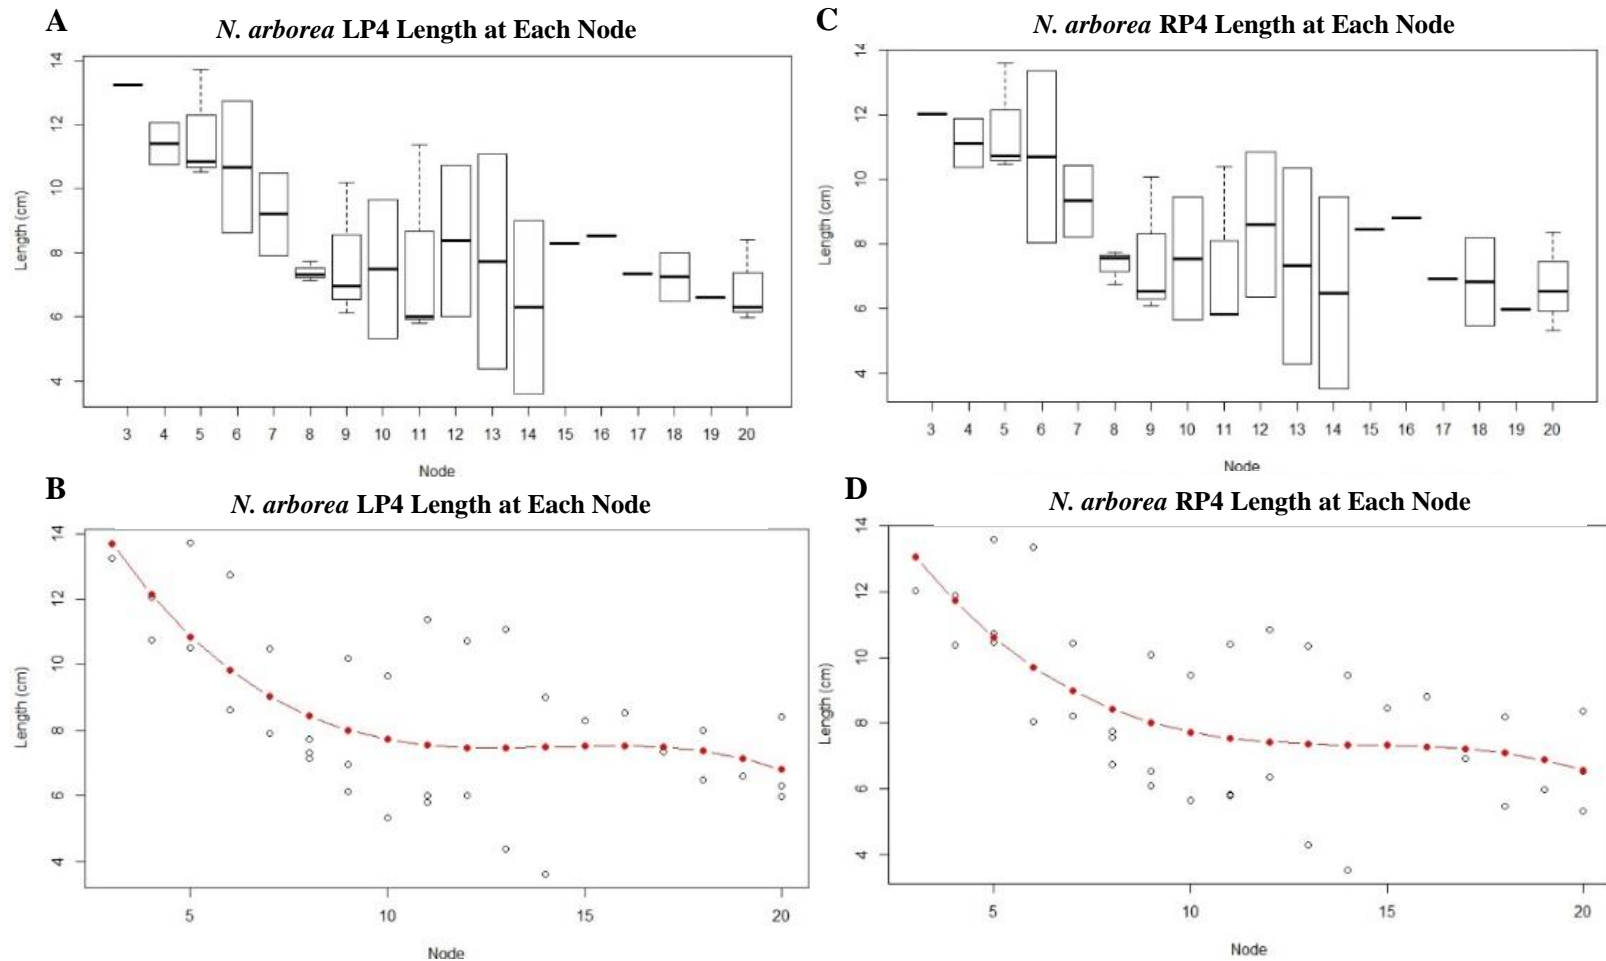 A
N. arborea LP4 Length at Each Node
14
12
10
8
6
4
Length (cm)
3 4 5 6 7 8 9 10 11 12 13 14 15 16 17 18 19 20
Node
C
N. arborea RP4 Length at Each Node
14
12
10
8
6
4
Length (cm)
3 4 5 6 7 8 9 10 11 12 13 14 15 16 17 18 19 20
Node
B
N. arborea LP4 Length at Each Node
14
12
10
8
6
4
Length (cm)
5 10 15 20
Node
D
N. arborea RP4 Length at Each Node
14
12
10
8
6
4
Length (cm)
5 10 15 20
Node